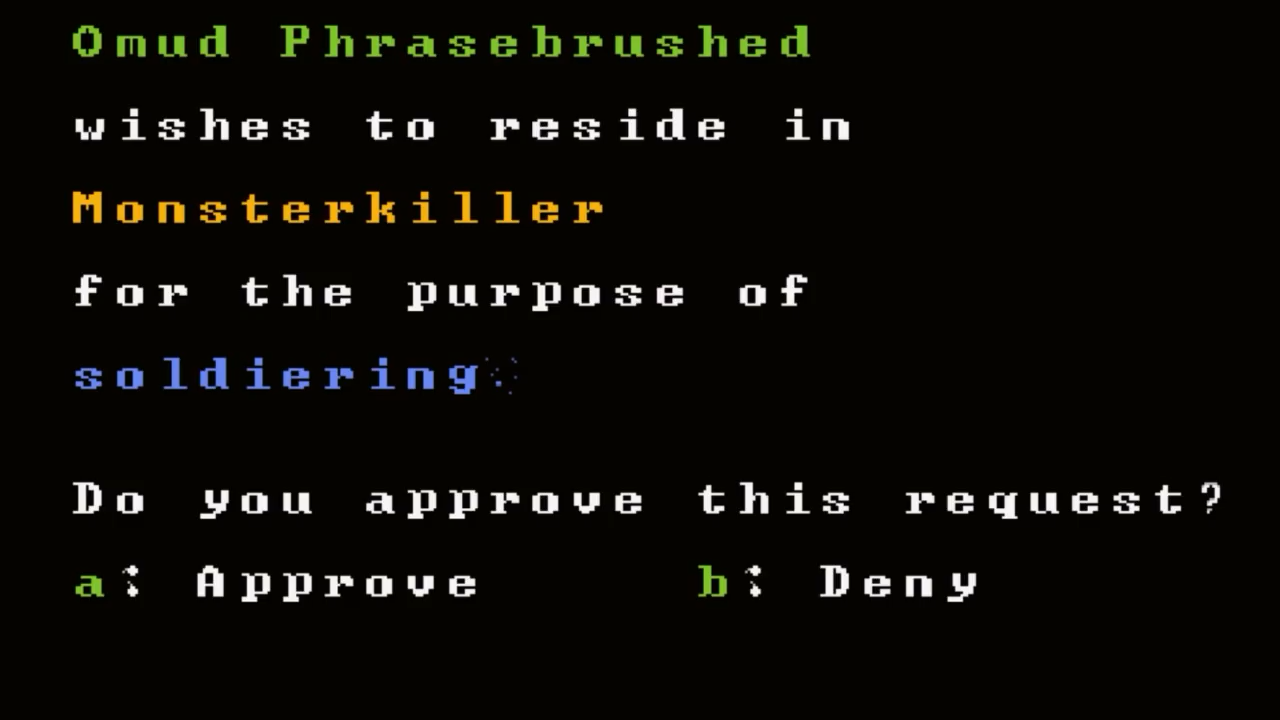 Omud Phrasebrushed
wishes to reside in
Monsterkiller
for the purpose of
soldiering.
Do you approve this request?
a: Approve b: Deny